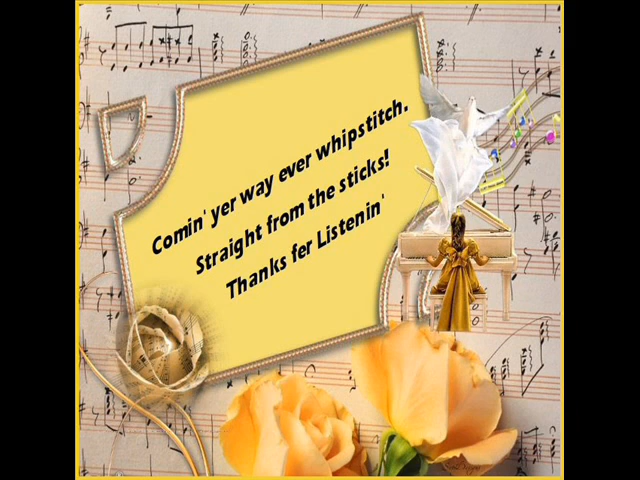 Comin' yer way ever whipstitch.
Straight from the sticks!
Thanks fer Listenin'